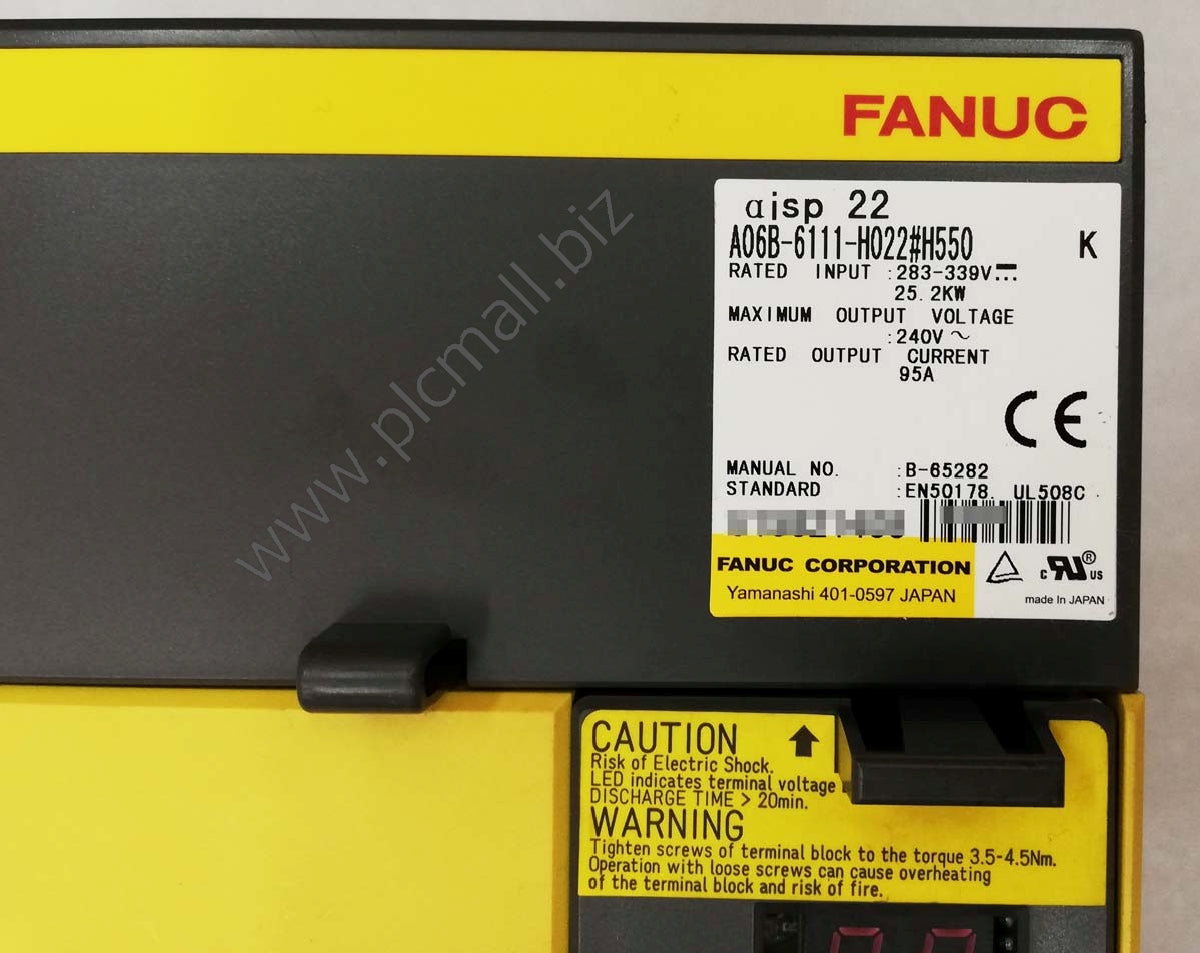 FANUC
αisp 22
A06B-6111-H022#H550 K
RATED INPUT :283-339V
25.2KW
MAXIMUM OUTPUT VOLTAGE
:240V ~
RATED OUTPUT CURRENT
95A
CE
MANUAL NO. :B-65282
STANDARD :EN50178. UL508C
FANUC CORPORATION
Yamanashi 401-0597 JAPAN
c RU ® US
made In JAPAN
www.plcmall.biz
CAUTION
Risk of Electric Shock.
LED indicates terminal voltage
DISCHARGE TIME > 20min.
WARNING
Tighten screws of terminal block to the torque 3.5-4.5Nm.
Operation with loose screws can cause overheating
of the terminal block and risk of fire.